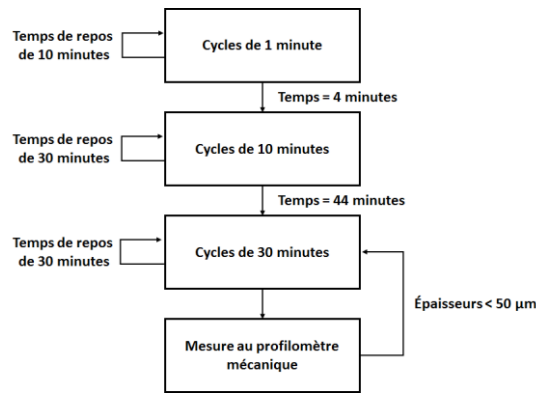 Temps de repos
de 10 minutes
Cycles de 1 minute
Temps = 4 minutes
Temps de repos
de 30 minutes
Cycles de 10 minutes
Temps = 44 minutes
Temps de repos
de 30 minutes
Cycles de 30 minutes
Épaisseurs < 50 µm
Mesure au profilomètre
mécanique